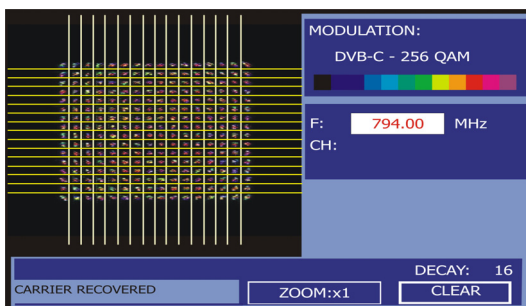 MODULATION:
DVB-C - 256 QAM
F: 794.00 MHz
CH:
DECAY: 16
CARRIER RECOVERED
ZOOM:x1
CLEAR